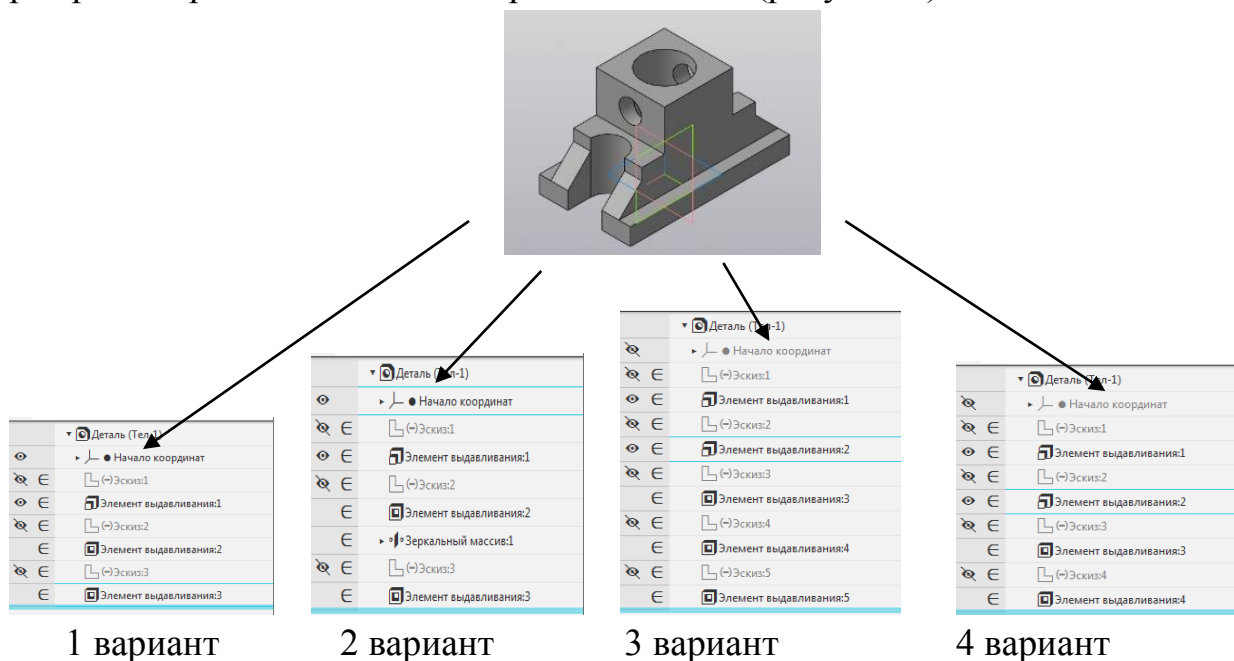 Деталь (Тел-1)
Начало координат
(-)Эскиз:1
Элемент выдавливания:1
(-)Эскиз:2
Элемент выдавливания:2
(-)Эскиз:3
Элемент выдавливания:3
1 вариант
Деталь (Тел-1)
Начало координат
(-)Эскиз:1
Элемент выдавливания:1
(-)Эскиз:2
Элемент выдавливания:2
Зеркальный массив:1
(-)Эскиз:3
Элемент выдавливания:3
2 вариант
Деталь (Тел-1)
Начало координат
(-)Эскиз:1
Элемент выдавливания:1
(-)Эскиз:2
Элемент выдавливания:2
(-)Эскиз:3
Элемент выдавливания:3
(-)Эскиз:4
Элемент выдавливания:4
(-)Эскиз:5
Элемент выдавливания:5
3 вариант
Деталь (Тел-1)
Начало координат
(-)Эскиз:1
Элемент выдавливания:1
(-)Эскиз:2
Элемент выдавливания:2
(-)Эскиз:3
Элемент выдавливания:3
(-)Эскиз:4
Элемент выдавливания:4
4 вариант